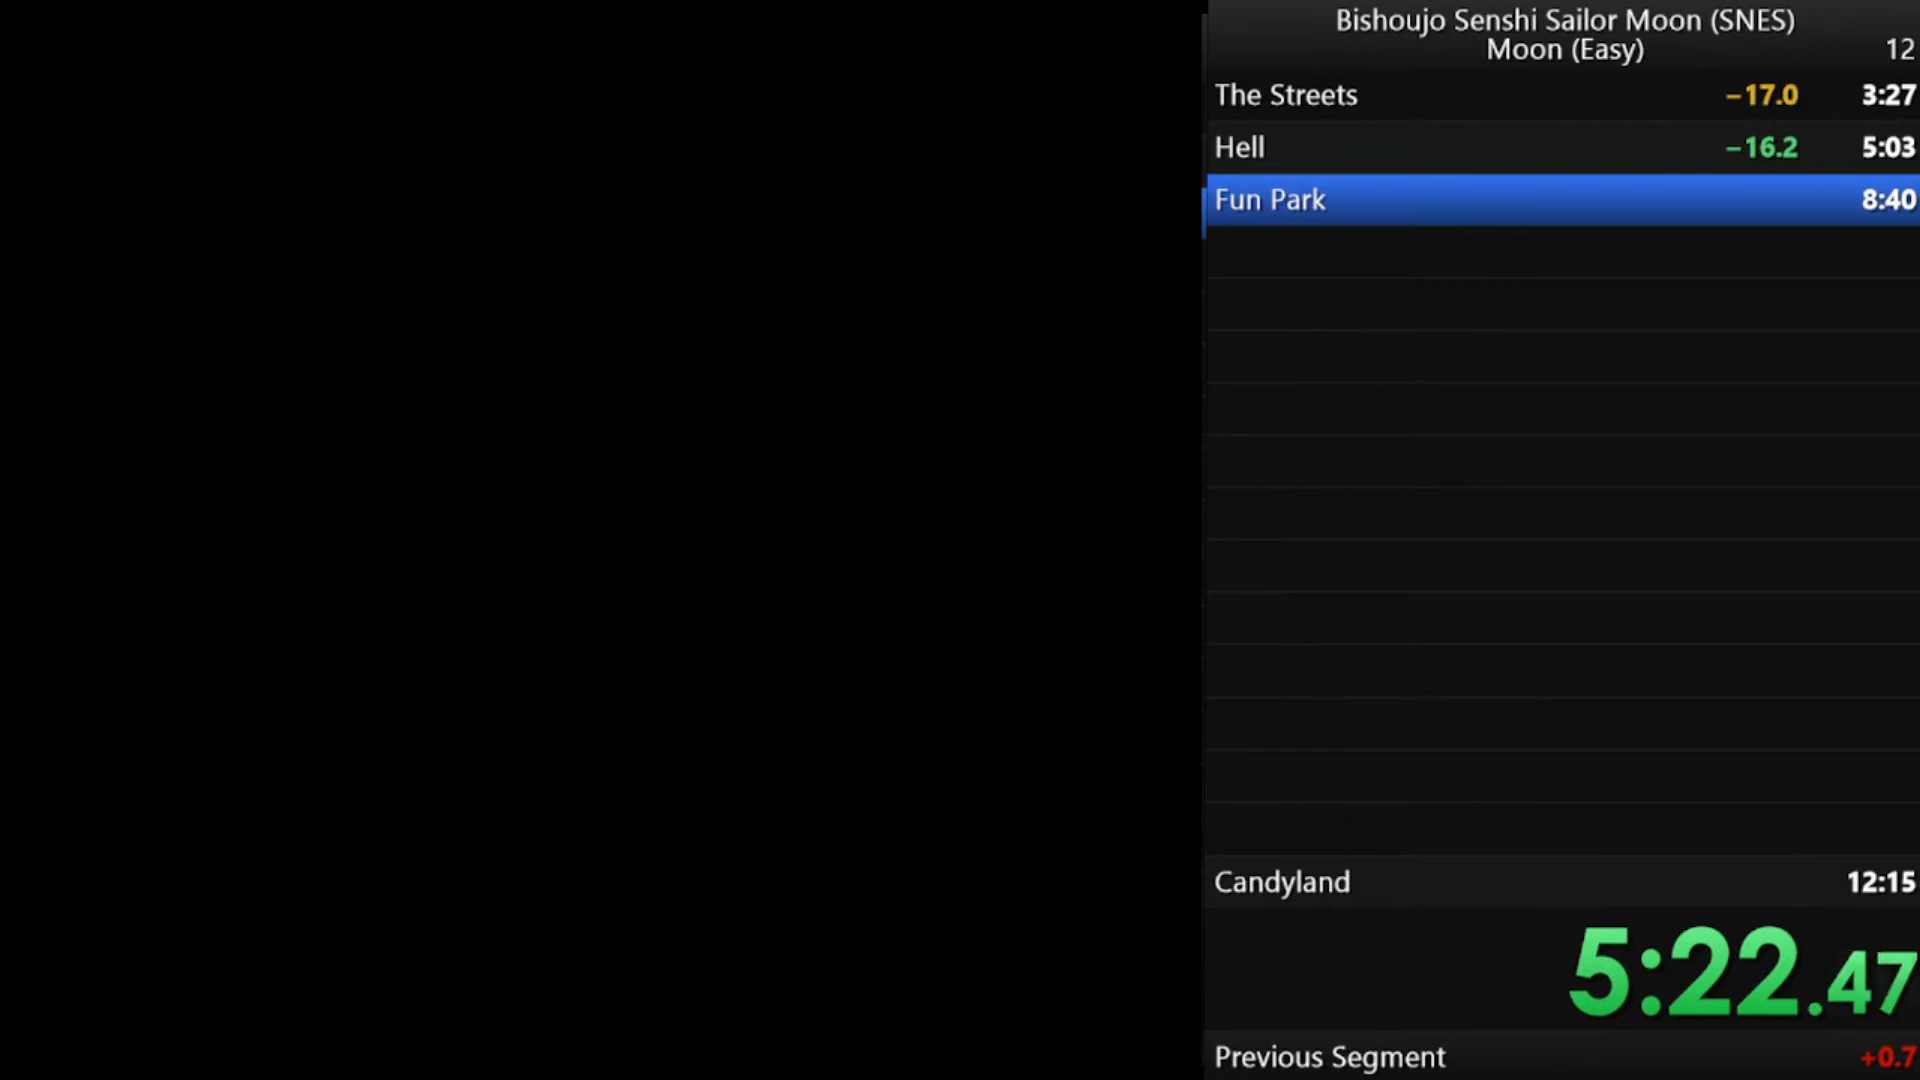 Bishoujo Senshi Sailor Moon (SNES)
Moon (Easy) 12
The Streets −17.0 3:27
Hell −16.2 5:03
Fun Park 8:40
Candyland 12:15
5:22.47
Previous Segment +0.7